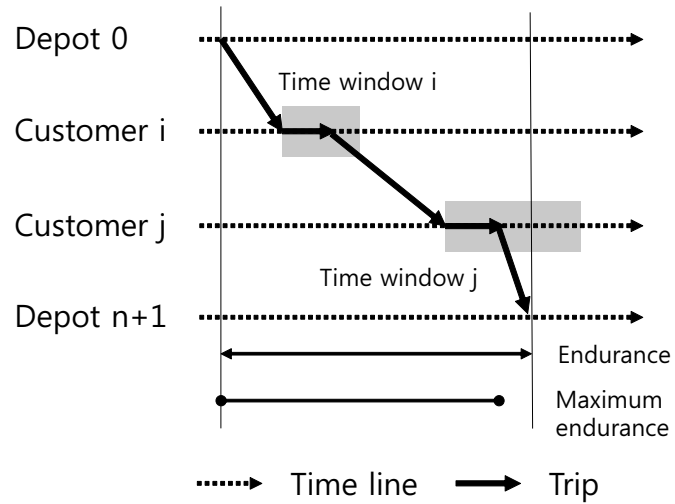 Depot 0
Time window i
Customer i
Customer j
Time window j
Depot n+1
Endurance
Maximum
endurance
Time line
Trip